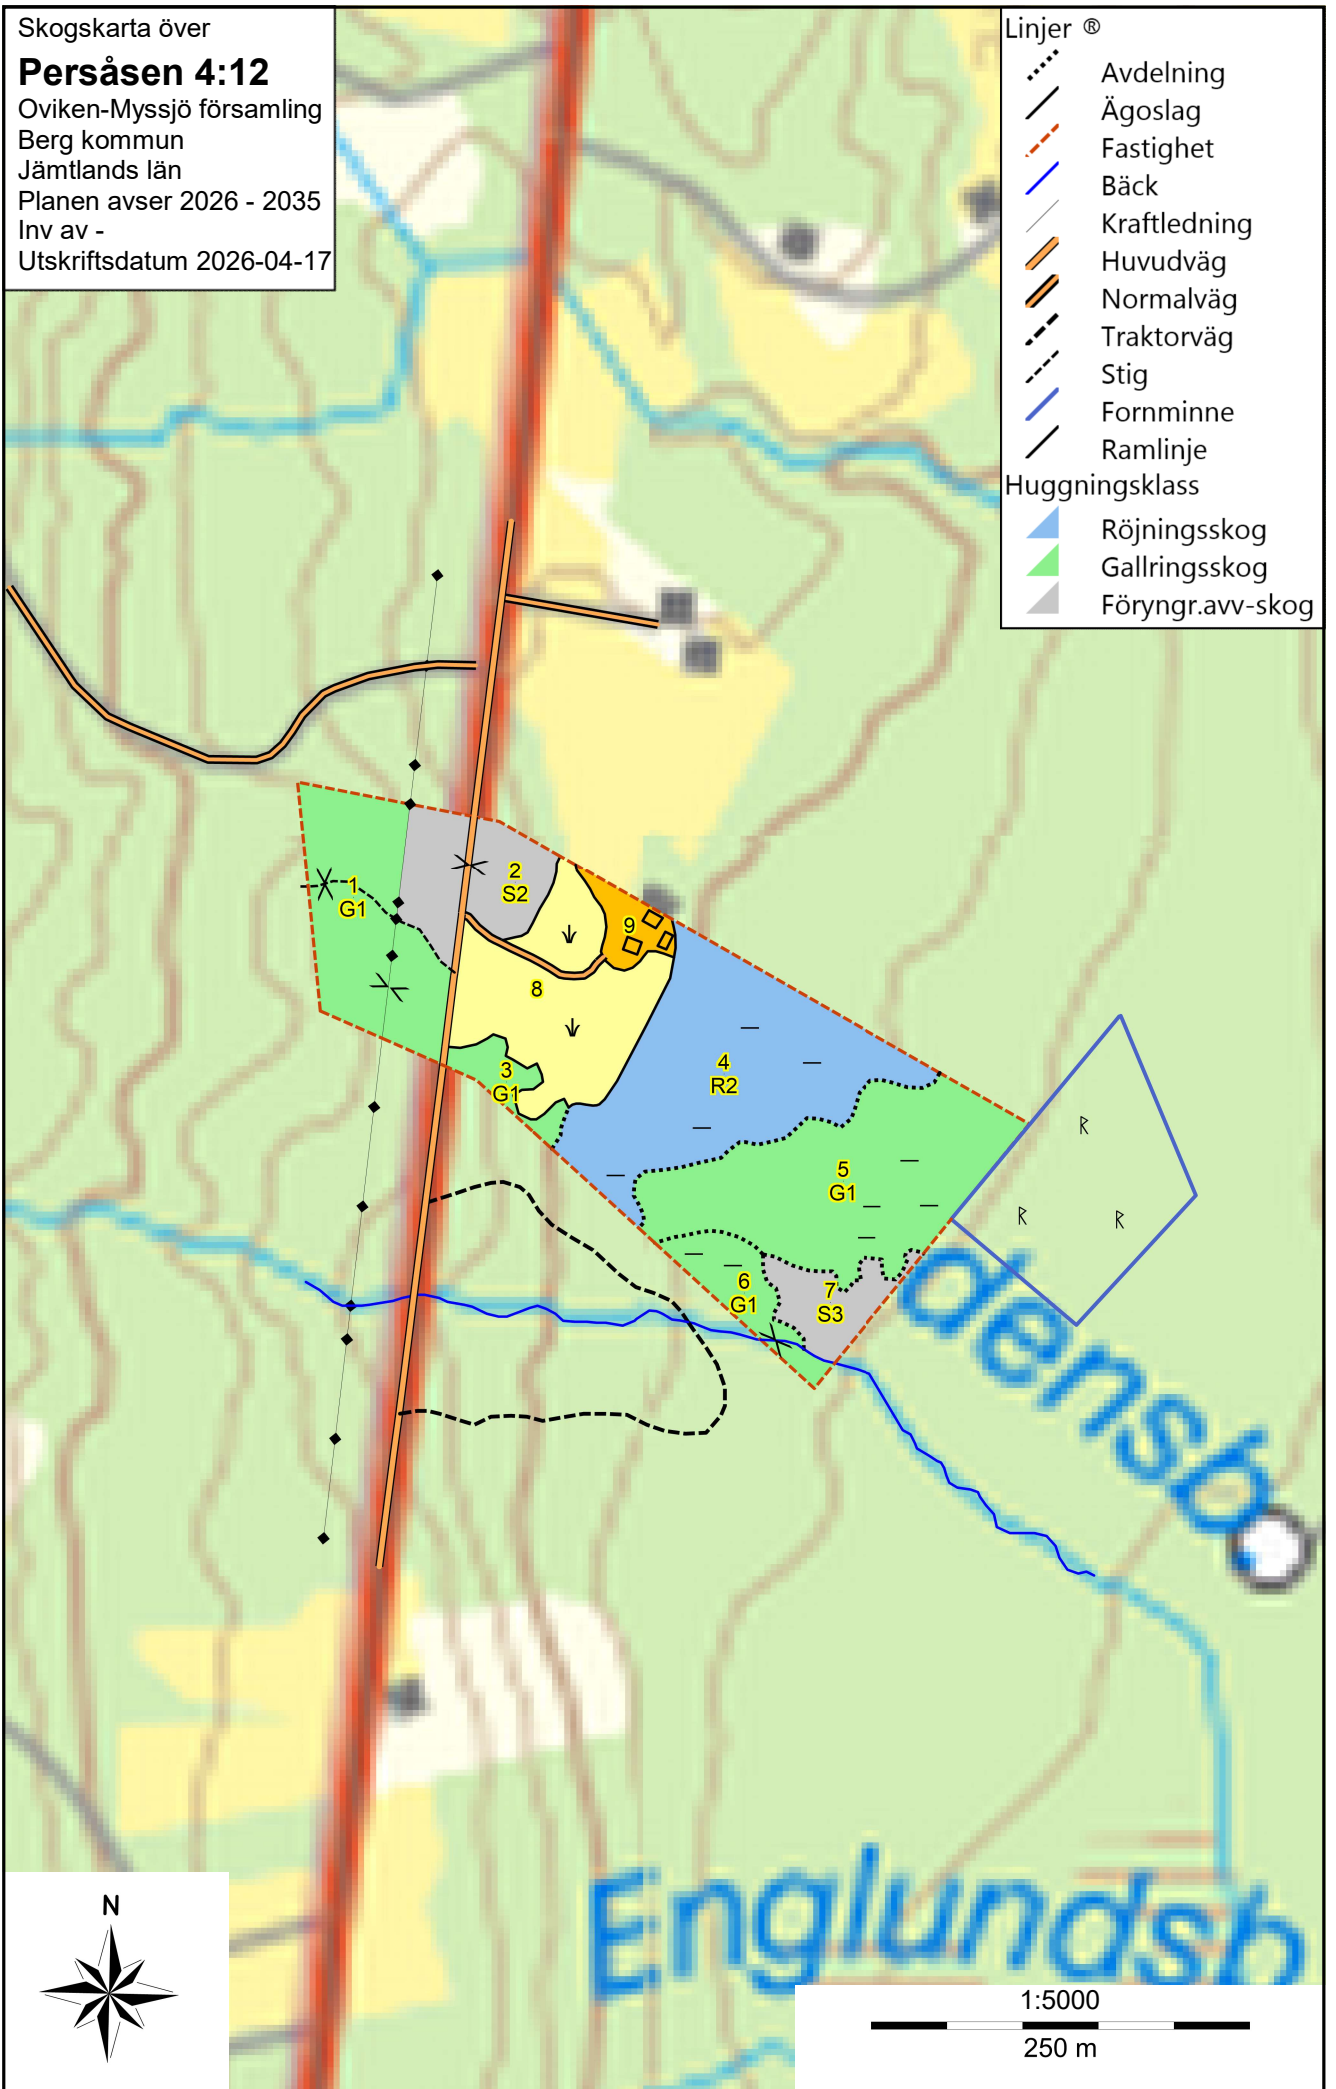 Skogskarta över
Persåsen 4:12
Oviken-Myssjö församling
Berg kommun
Jämtlands län
Planen avser 2026 - 2035
Inv av -
Utskriftsdatum 2026-04-17
Linjer ®
Avdelning
Ägoslag
Fastighet
Bäck
Kraftledning
Huvudväg
Normalväg
Traktorväg
Stig
Fornminne
Ramlinje
Huggningsklass
Röjningsskog
Gallringsskog
Föryngr.avv-skog
1
G1
2
S2
9
8
3
G1
4
R2
5
G1
6
G1
7
S3
ᚱ
ᚱ
ᚱ
densb
Englundsb
N
1:5000
250 m